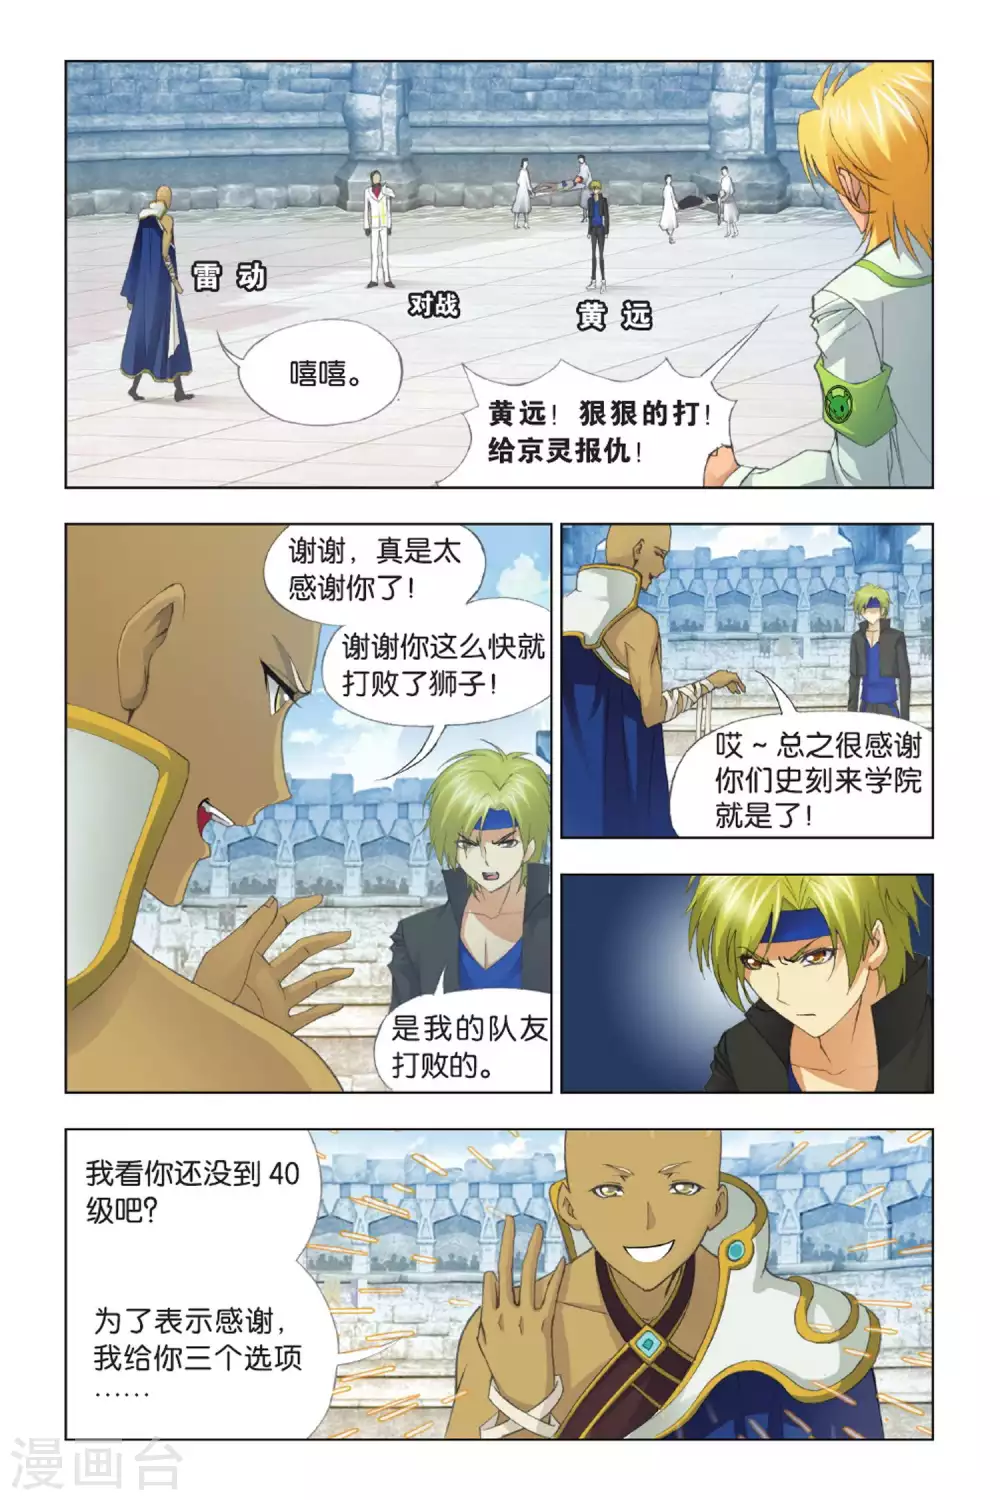 雷动
对战
黄远
嘻嘻。
黄远！狠狠的打！
给京灵报仇！
谢谢，真是太
感谢你了！
谢谢你这么快就
打败了狮子！
是我的队友
打败的。
哎～总之很感谢
你们史刻来学院
就是了！
我看你还没到40
级吧？
为了表示感谢，
我给你三个选项
……
漫画台